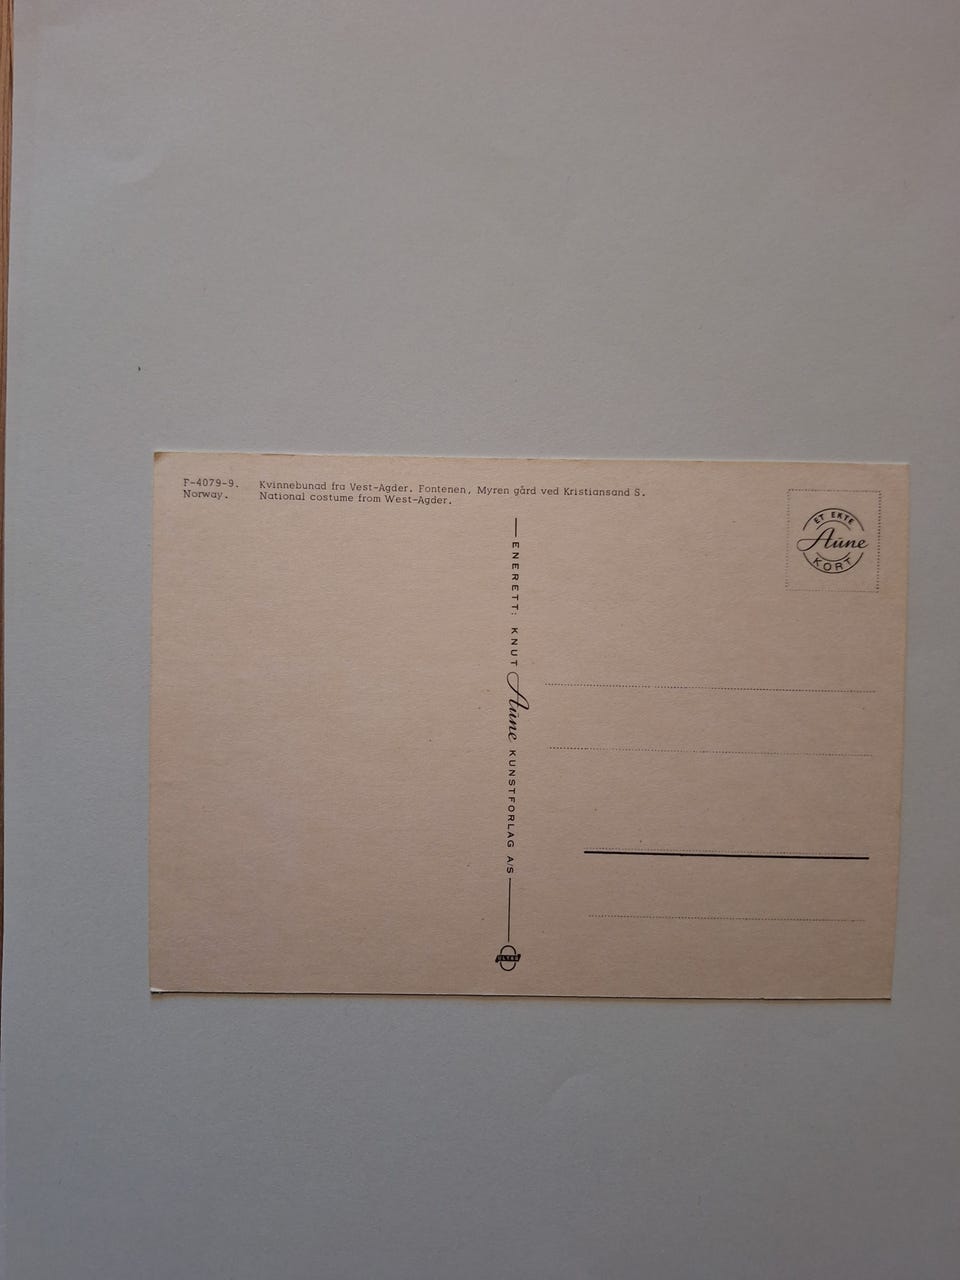 F-4079-9. Kvinnebunad fra Vest-Agder. Fontenen, Myren gård ved Kristiansand S.
Norway. National costume from West-Agder.
ET EKTE
Aune
KORT
ENERETT: KNUT Aune KUNSTFORLAG A/S